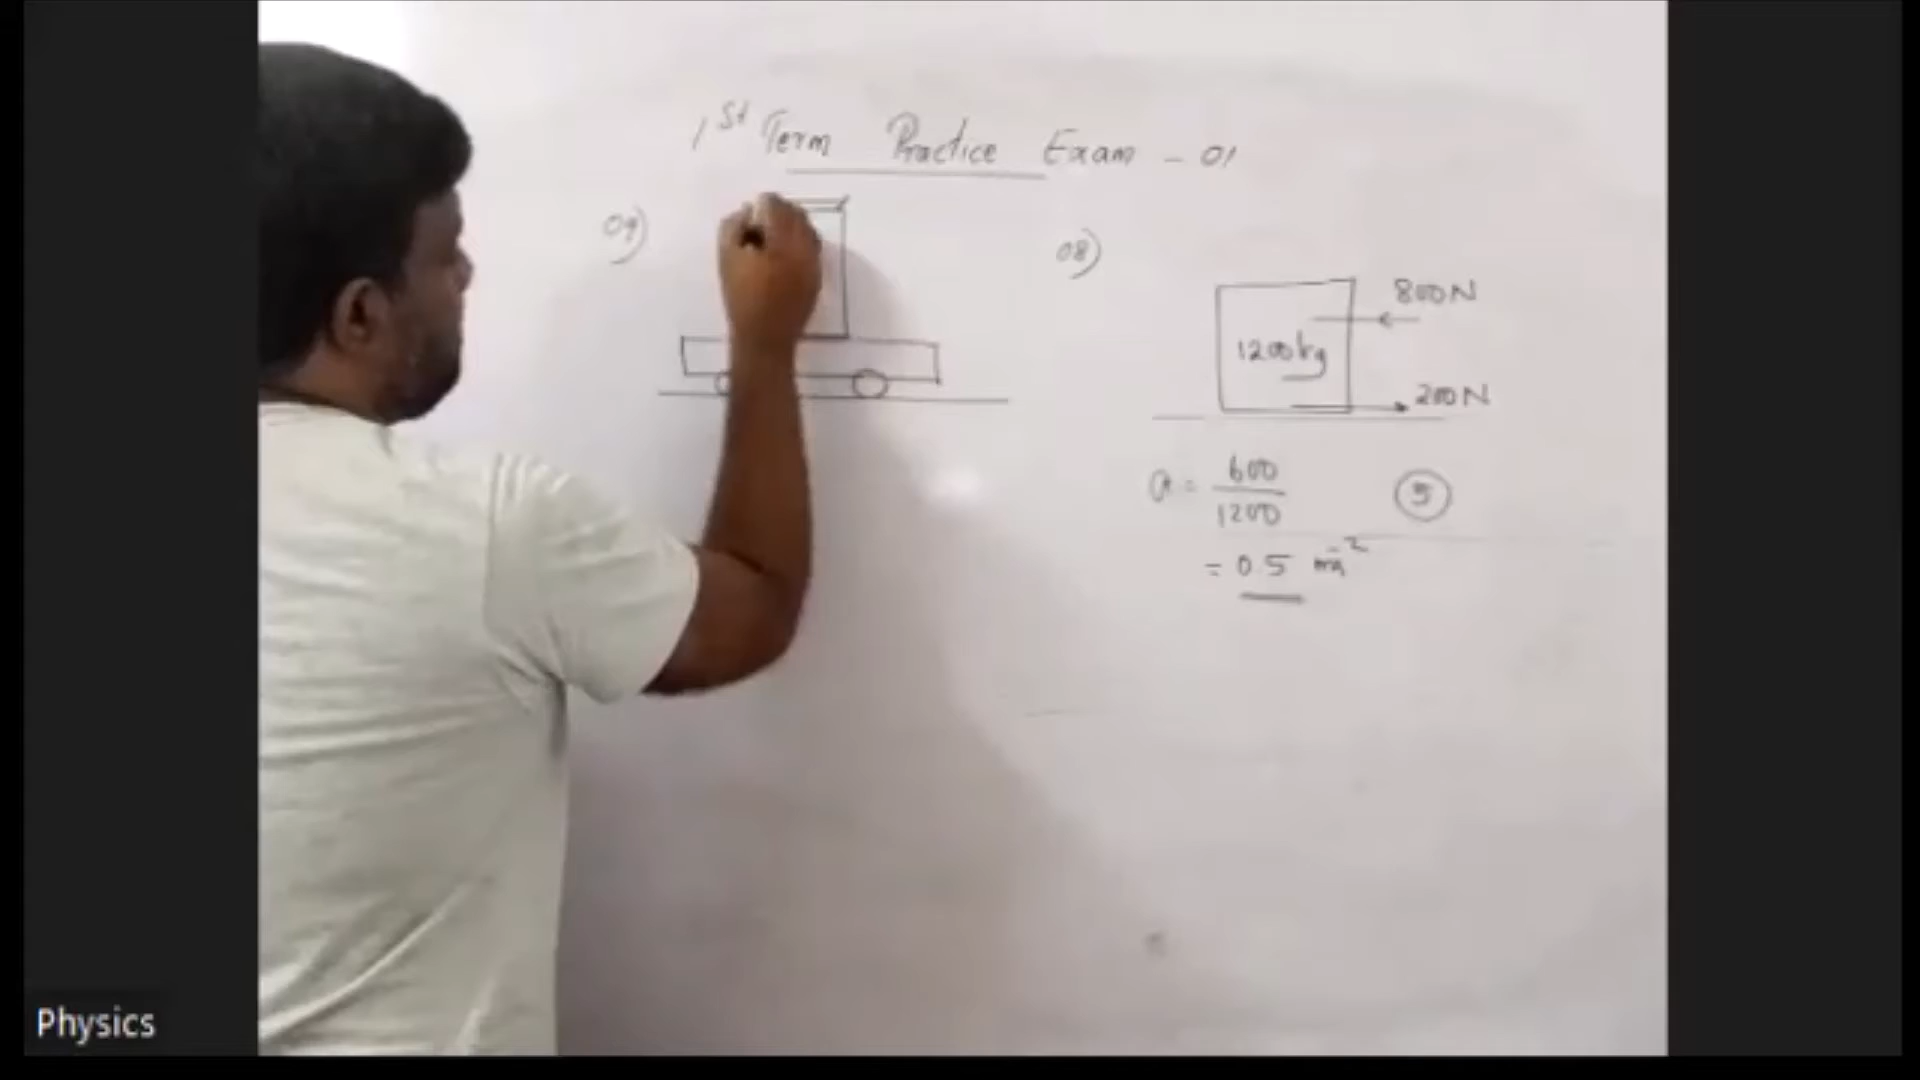 1st Term Practice Exam - 01
09)
08)
800N
1200kg
200N
a = 600/1200
5
= 0.5 ms-2
Physics